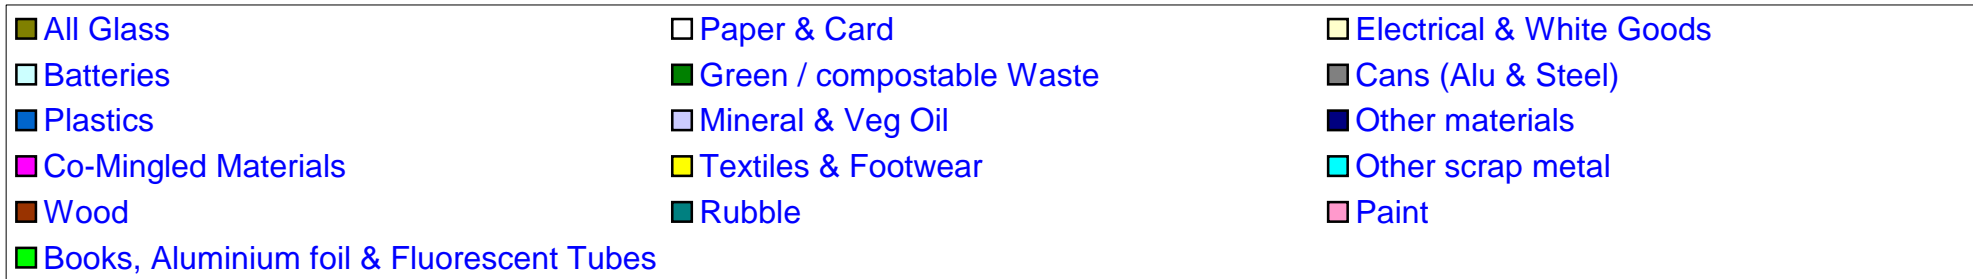 All Glass Paper & Card Electrical & White Goods
Batteries Green / compostable Waste Cans (Alu & Steel)
Plastics Mineral & Veg Oil Other materials
Co-Mingled Materials Textiles & Footwear Other scrap metal
Wood Rubble Paint
Books, Aluminium foil & Fluorescent Tubes